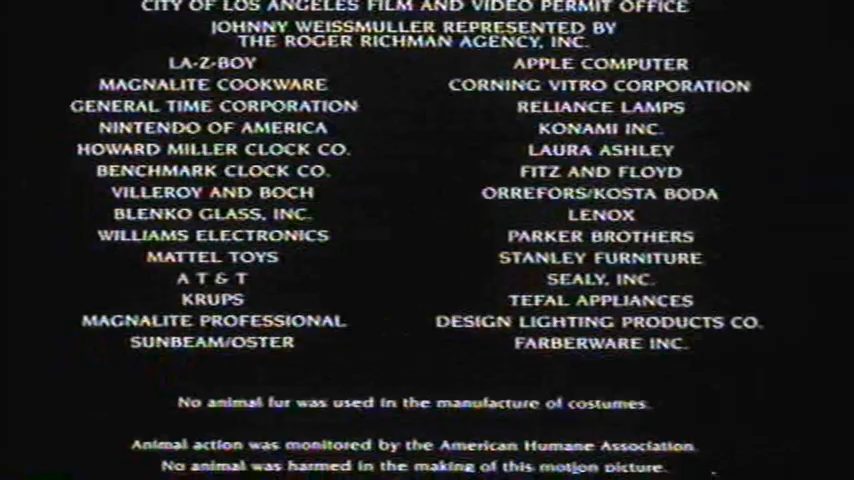 CITY OF LOS ANGELES FILM AND VIDEO PERMIT OFFICE
JOHNNY WEISSMULLER REPRESENTED BY
THE ROGER RICHMAN AGENCY, INC.
LA-Z-BOY
MAGNALITE COOKWARE
GENERAL TIME CORPORATION
NINTENDO OF AMERICA
HOWARD MILLER CLOCK CO.
BENCHMARK CLOCK CO.
VILLEROY AND BOCH
BLENKO GLASS, INC.
WILLIAMS ELECTRONICS
MATTEL TOYS
A T & T
KRUPS
MAGNALITE PROFESSIONAL
SUNBEAM/OSTER
APPLE COMPUTER
CORNING VITRO CORPORATION
RELIANCE LAMPS
KONAMI INC.
LAURA ASHLEY
FITZ AND FLOYD
ORREFORS/KOSTA BODA
LENOX
PARKER BROTHERS
STANLEY FURNITURE
SEALY, INC.
TEFAL APPLIANCES
DESIGN LIGHTING PRODUCTS CO.
FARBERWARE INC.
No animal fur was used in the manufacture of costumes.
Animal action was monitored by the American Humane Association.
No animal was harmed in the making of this motion picture.